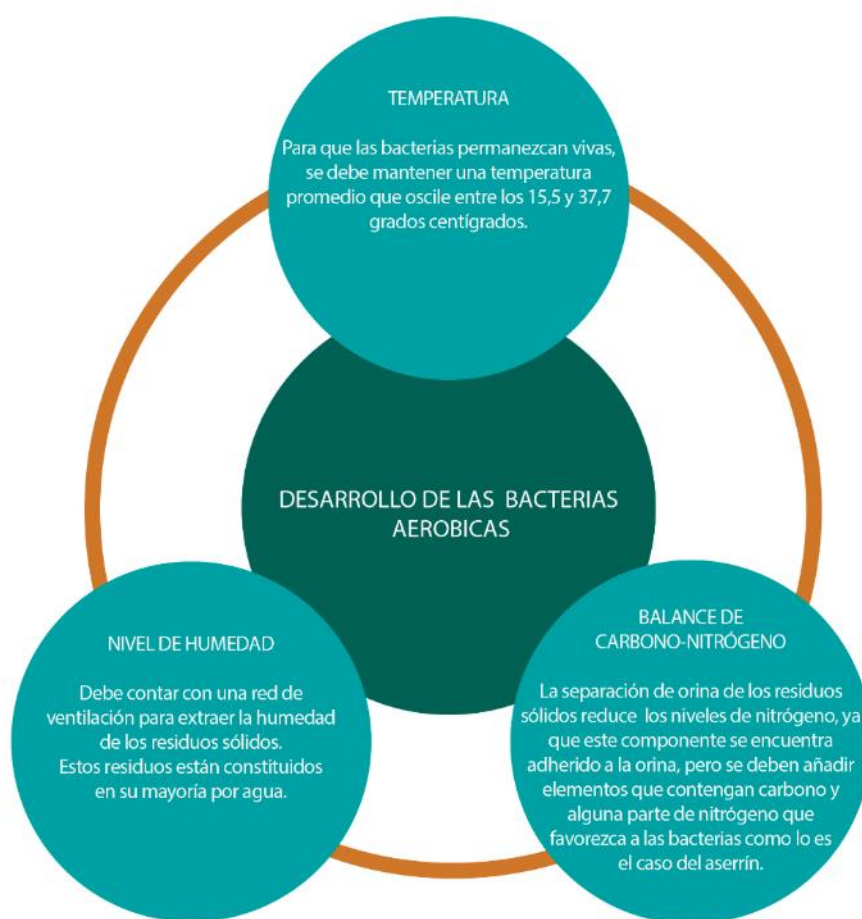 TEMPERATURA
Para que las bacterias permanezcan vivas,
se debe mantener una temperatura
promedio que oscile entre los 15,5 y 37,7
grados centígrados.
DESARROLLO DE LAS BACTERIAS
AEROBICAS
NIVEL DE HUMEDAD
Debe contar con una red de
ventilación para extraer la humedad
de los residuos sólidos.
Estos residuos están constituidos
en su mayoría por agua.
BALANCE DE
CARBONO-NITRÓGENO
La separación de orina de los residuos
sólidos reduce los niveles de nitrógeno, ya
que este componente se encuentra
adherido a la orina, pero se deben añadir
elementos que contengan carbono y
alguna parte de nitrógeno que
favorezca a las bacterias como lo es
el caso del aserrín.